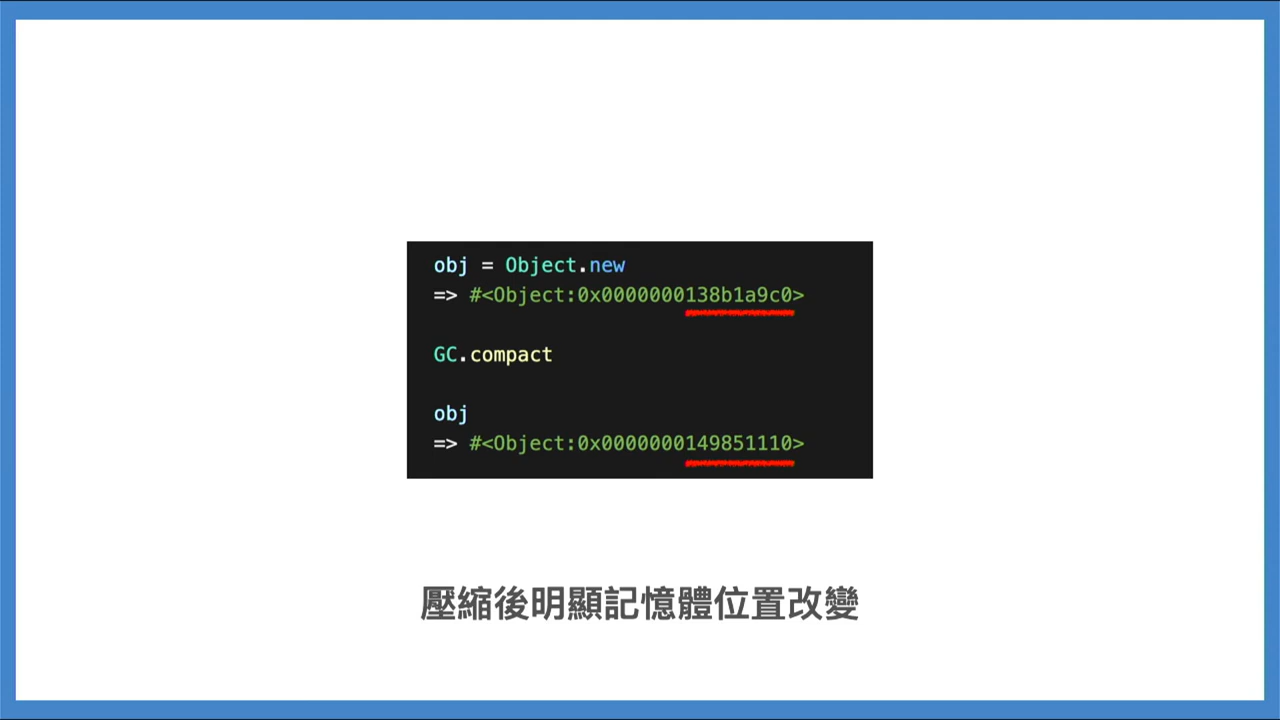 obj = Object.new
=> #<Object:0x0000000138b1a9c0>
GC.compact
obj
=> #<Object:0x0000000149851110>
壓縮後明顯記憶體位置改變